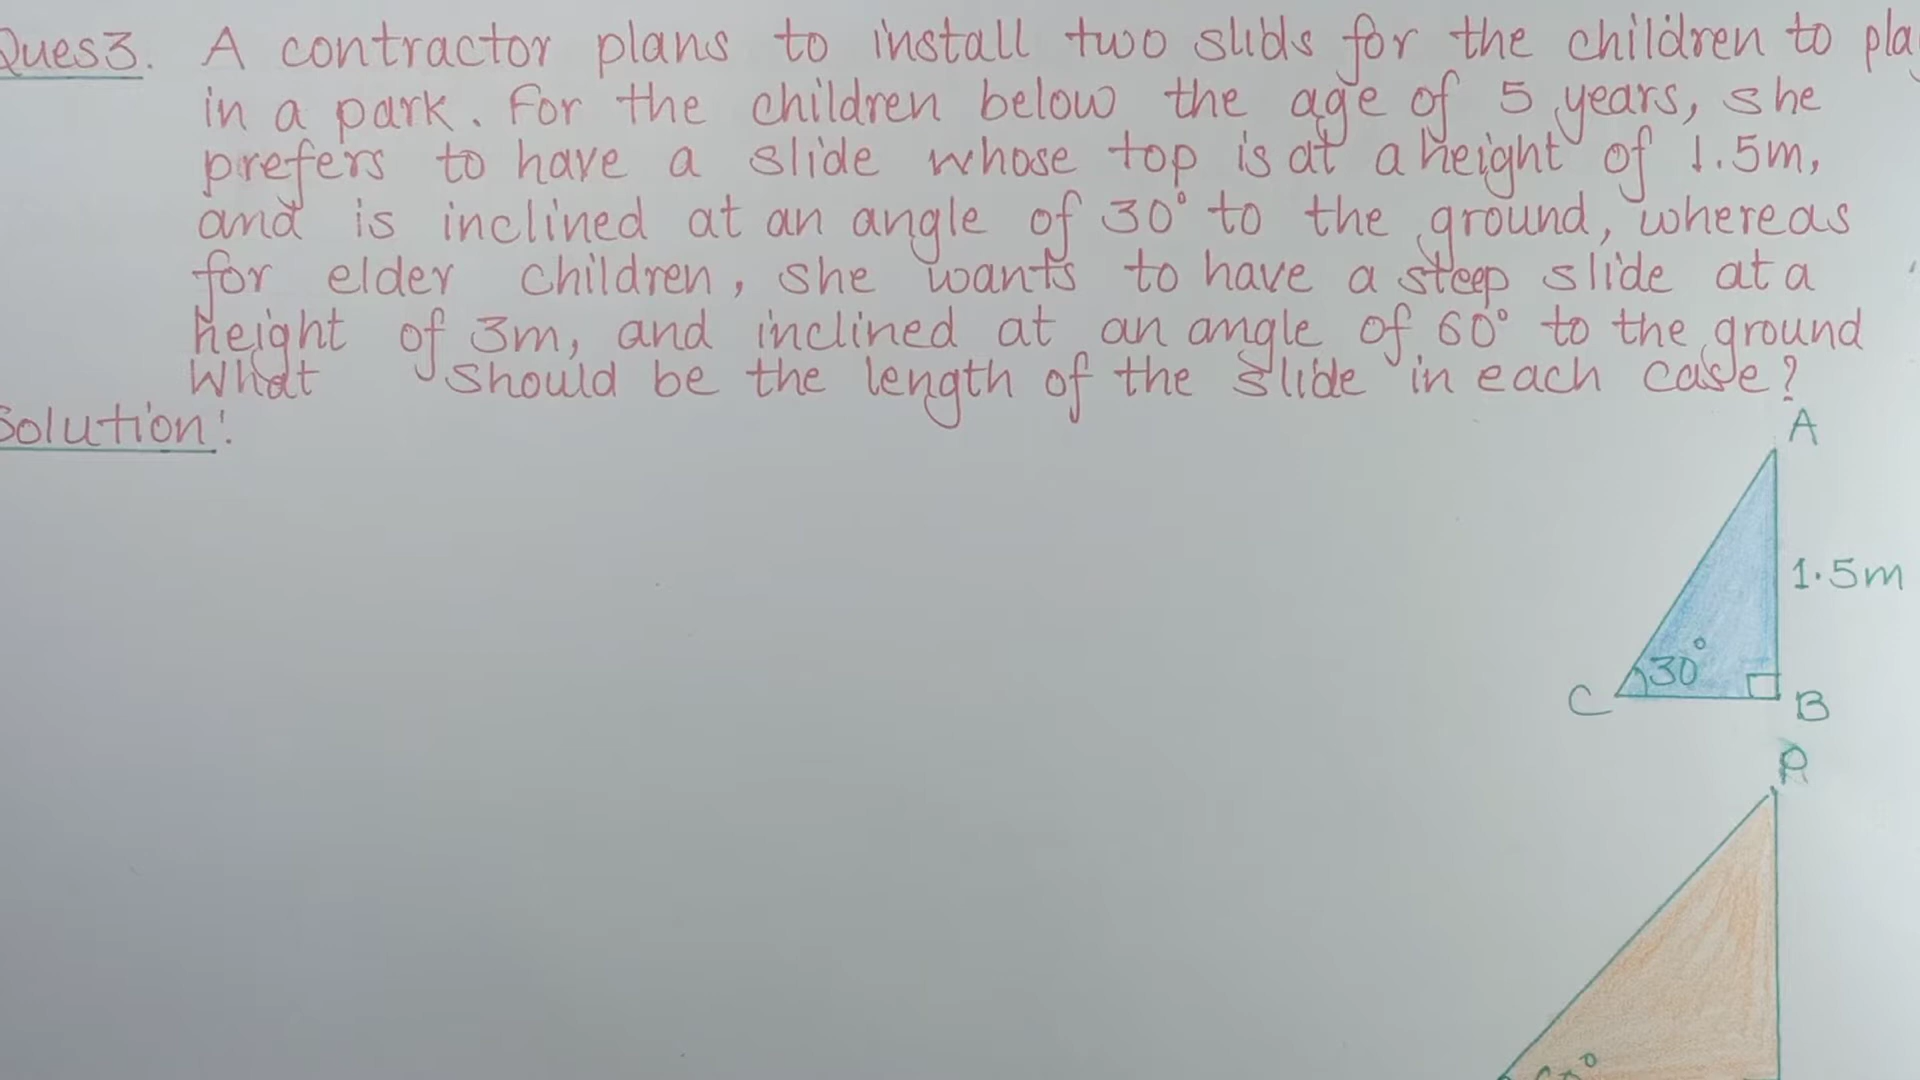 Ques3. A contractor plans to install two slids for the children to play
in a park. For the children below the age of 5 years, she
prefers to have a slide whose top is at a height of 1.5m,
and is inclined at an angle of 30° to the ground, whereas
for elder children, she wants to have a steep slide at a
height of 3m, and inclined at an angle of 60° to the ground
What should be the length of the slide in each case?
Solution:
A
1.5m
30°
C
B
P